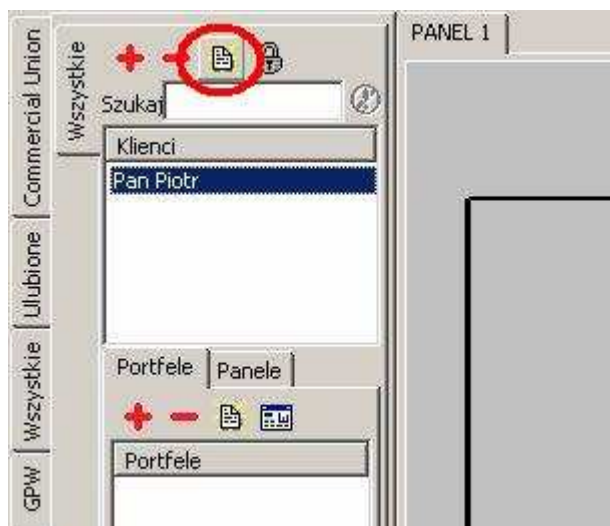 Commercial Union
Ulubione
Wszystkie
GPW
Wszystkie
Szukaj
Klienci
Pan Piotr
Portfele
Panele
Portfele
PANEL 1